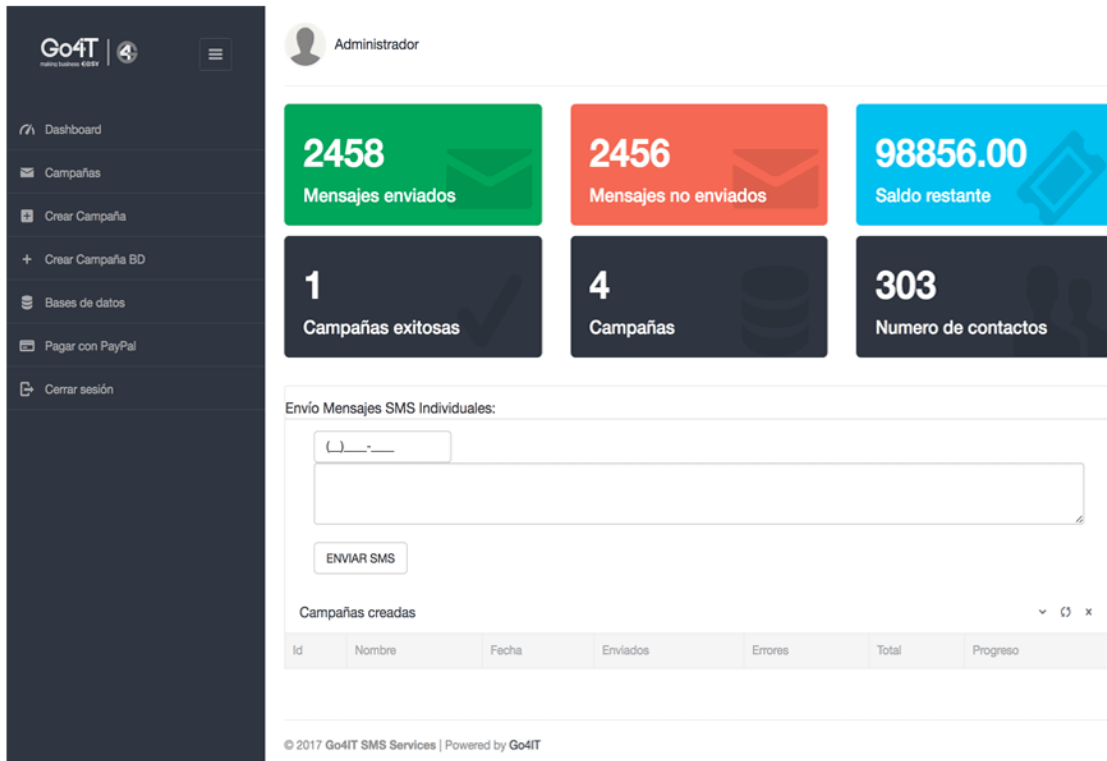 Go4IT
making business EASY
Administrador
Dashboard
Campañas
Crear Campaña
Crear Campaña BD
Bases de datos
Pagar con PayPal
Cerrar sesión
2458
Mensajes enviados
2456
Mensajes no enviados
98856.00
Saldo restante
1
Campañas exitosas
4
Campañas
303
Numero de contactos
Envío Mensajes SMS Individuales:
(__)____-____
ENVIAR SMS
Campañas creadas
Id Nombre Fecha Enviados Errores Total Progreso
© 2017 Go4IT SMS Services | Powered by Go4IT